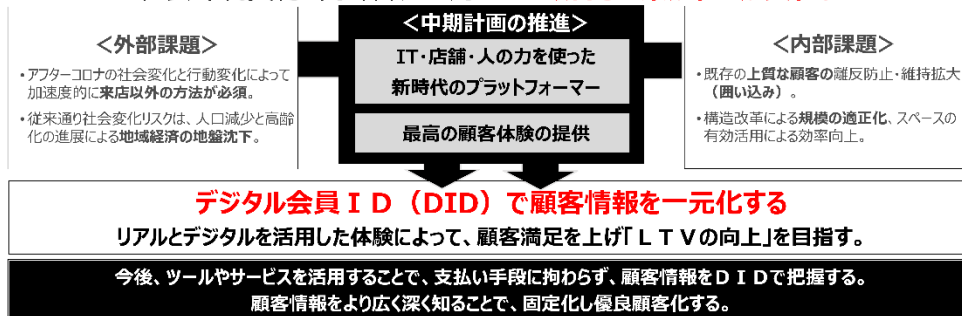 ＜中期計画の推進＞
＜外部課題＞
・アフターコロナの社会変化と行動変化によって
加速度的に来店以外の方法が必須。
・従来通り社会変化リスクは、人口減少と高齢
化の進展による地域経済の地盤沈下。
IT・店舗・人の力を使った
新時代のプラットフォーマー
最高の顧客体験の提供
＜内部課題＞
・既存の上質な顧客の離反防止・維持拡大
（囲い込み）。
・構造改革による規模の適正化、スペースの
有効活用による効率向上。
デジタル会員ＩＤ（DID）で顧客情報を一元化する
リアルとデジタルを活用した体験によって、顧客満足を上げ「ＬＴＶの向上」を目指す。
今後、ツールやサービスを活用することで、支払い手段に拘わらず、顧客情報をＤＩＤで把握する。
顧客情報をより広く深く知ることで、固定化し優良顧客化する。